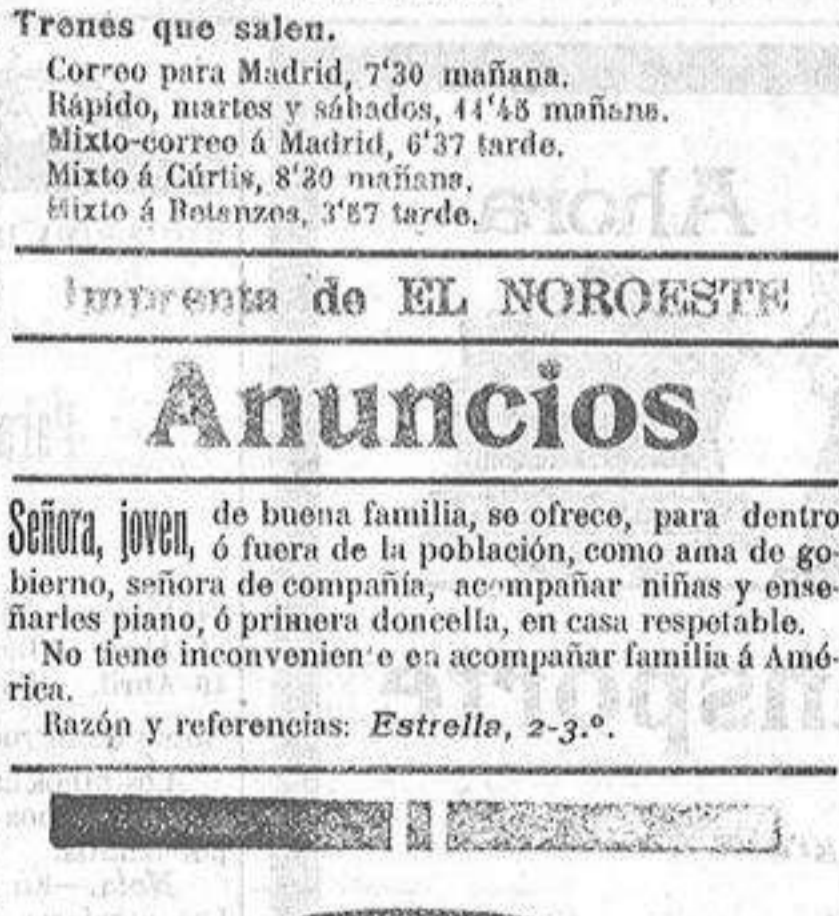 Trenes que salen.
Correo para Madrid, 7'30 mañana.
Rápido, martes y sábados, 11'45 mañana.
Mixto-correo á Madrid, 6'37 tarde.
Mixto á Cúrtis, 8'30 mañana.
Mixto á Betanzos, 3'57 tarde.
Imprenta de EL NOROESTE
Anuncios
Señora, joven, de buena familia, se ofrece, para dentro
ó fuera de la población, como ama de go-
bierno, señora de compañía, acompañar niñas y ense-
ñarles piano, ó primera doncella, en casa respetable.
No tiene inconveniente en acompañar familia á Amé-
rica.
Razón y referencias: Estrella, 2-3.º.